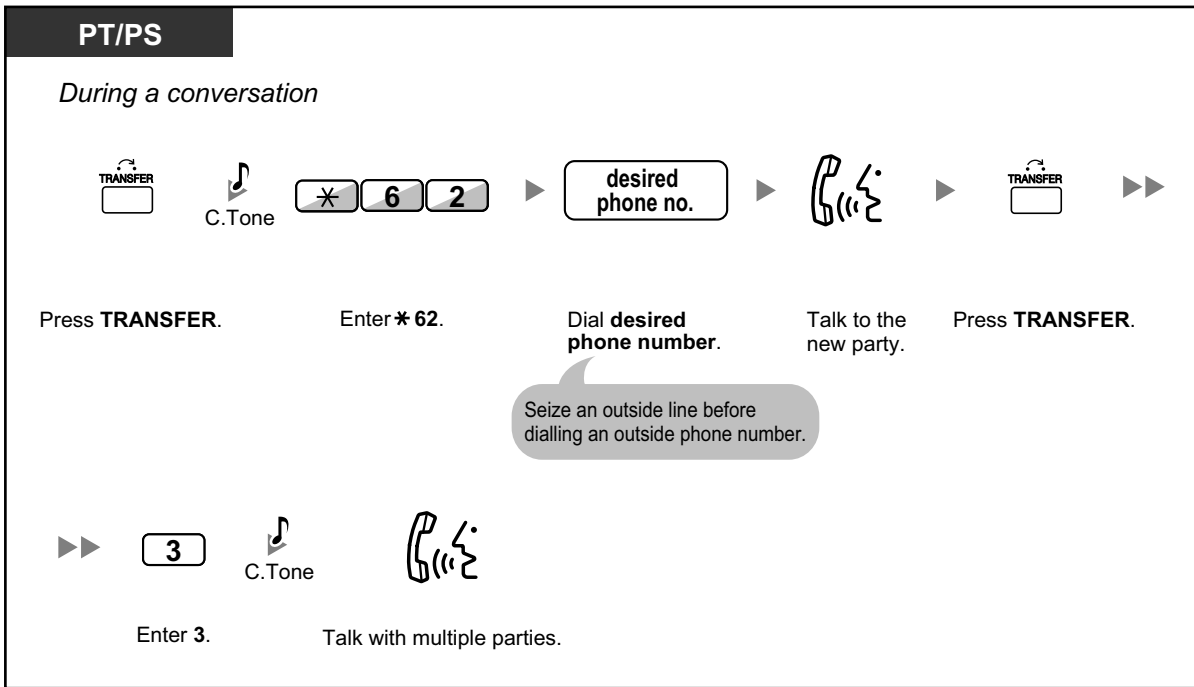 PT/PS
During a conversation
TRANSFER
C.Tone
* 6 2
desired
phone no.
TRANSFER
Press TRANSFER.
Enter * 62.
Dial desired
phone number.
Talk to the
new party.
Press TRANSFER.
Seize an outside line before
dialling an outside phone number.
3
C.Tone
Enter 3.
Talk with multiple parties.